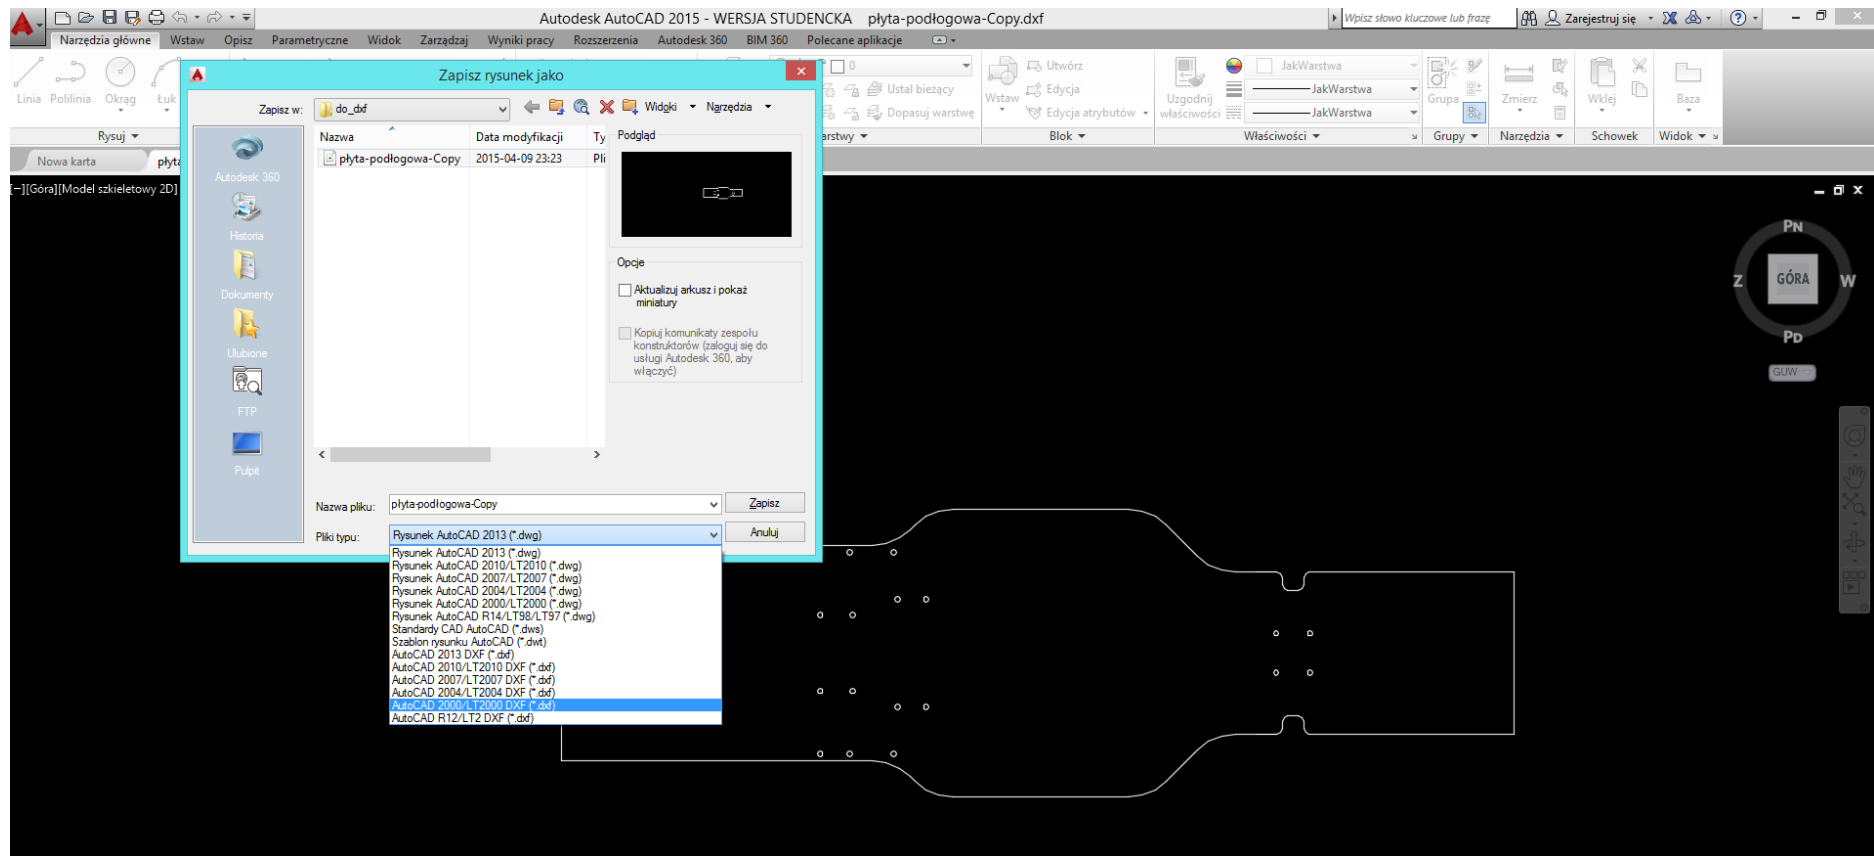 Autodesk AutoCAD 2015 - WERSJA STUDENCKA płyta-podłogowa-Copy.dxf
Wpisz słowo kluczowe lub frazę
Zarejestruj się
Narzędzia główne Wstaw Opisz Parametryczne Widok Zarządzaj Wyniki pracy Rozszerzenia Autodesk 360 BIM 360 Polecane aplikacje
Linia Polilinia Okrąg Łuk
Rysuj
0
Ustal bieżący
Dopasuj warstwę
arstwy
Wstaw
Utwórz
Edycja
Edycja atrybutów
Blok
Uzgodnij
właściwości
JakWarstwa
JakWarstwa
JakWarstwa
Właściwości
Grupa
Grupy
Zmierz
Narzędzia
Wklej
Schowek
Baza
Widok
Nowa karta płyta
[−][Góra][Model szkieletowy 2D]
Zapisz rysunek jako
Zapisz w: do_dxf
Widoki Narzędzia
Autodesk 360
Historia
Dokumenty
Ulubione
FTP
Pulpit
Nazwa Data modyfikacji Ty
płyta-podłogowa-Copy 2015-04-09 23:23 Pli
Podgląd
Opcje
Aktualizuj arkusz i pokaż
miniatury
Kopiuj komunikaty zespołu
konstruktorów (zaloguj się do
usługi Autodesk 360, aby
włączyć)
Nazwa pliku: płyta-podłogowa-Copy Zapisz
Pliki typu: Rysunek AutoCAD 2013 (*.dwg) Anuluj
Rysunek AutoCAD 2013 (*.dwg)
Rysunek AutoCAD 2010/LT2010 (*.dwg)
Rysunek AutoCAD 2007/LT2007 (*.dwg)
Rysunek AutoCAD 2004/LT2004 (*.dwg)
Rysunek AutoCAD 2000/LT2000 (*.dwg)
Rysunek AutoCAD R14/LT98/LT97 (*.dwg)
Standardy CAD AutoCAD (*.dws)
Szablon rysunku AutoCAD (*.dwt)
AutoCAD 2013 DXF (*.dxf)
AutoCAD 2010/LT2010 DXF (*.dxf)
AutoCAD 2007/LT2007 DXF (*.dxf)
AutoCAD 2004/LT2004 DXF (*.dxf)
AutoCAD 2000/LT2000 DXF (*.dxf)
AutoCAD R12/LT2 DXF (*.dxf)
PN
Z GÓRA W
PD
GUW